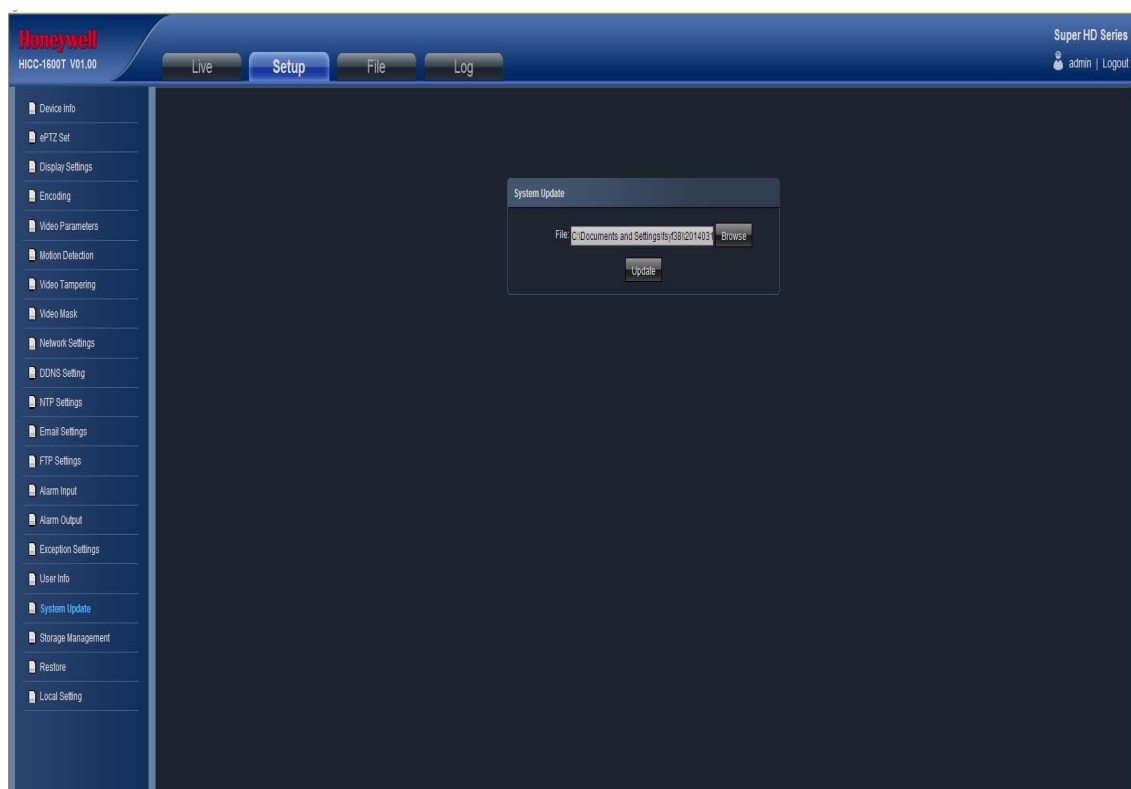 Honeywell
HICC-1600T V01.00
Live
Setup
File
Log
Super HD Series
admin | Logout
Device Info
ePTZ Set
Display Settings
Encoding
Video Parameters
Motion Detection
Video Tampering
Video Mask
Network Settings
DDNS Setting
NTP Settings
Email Settings
FTP Settings
Alarm Input
Alarm Output
Exception Settings
User Info
System Update
Storage Management
Restore
Local Setting
System Update
File: C:\Documents and Browse
Update